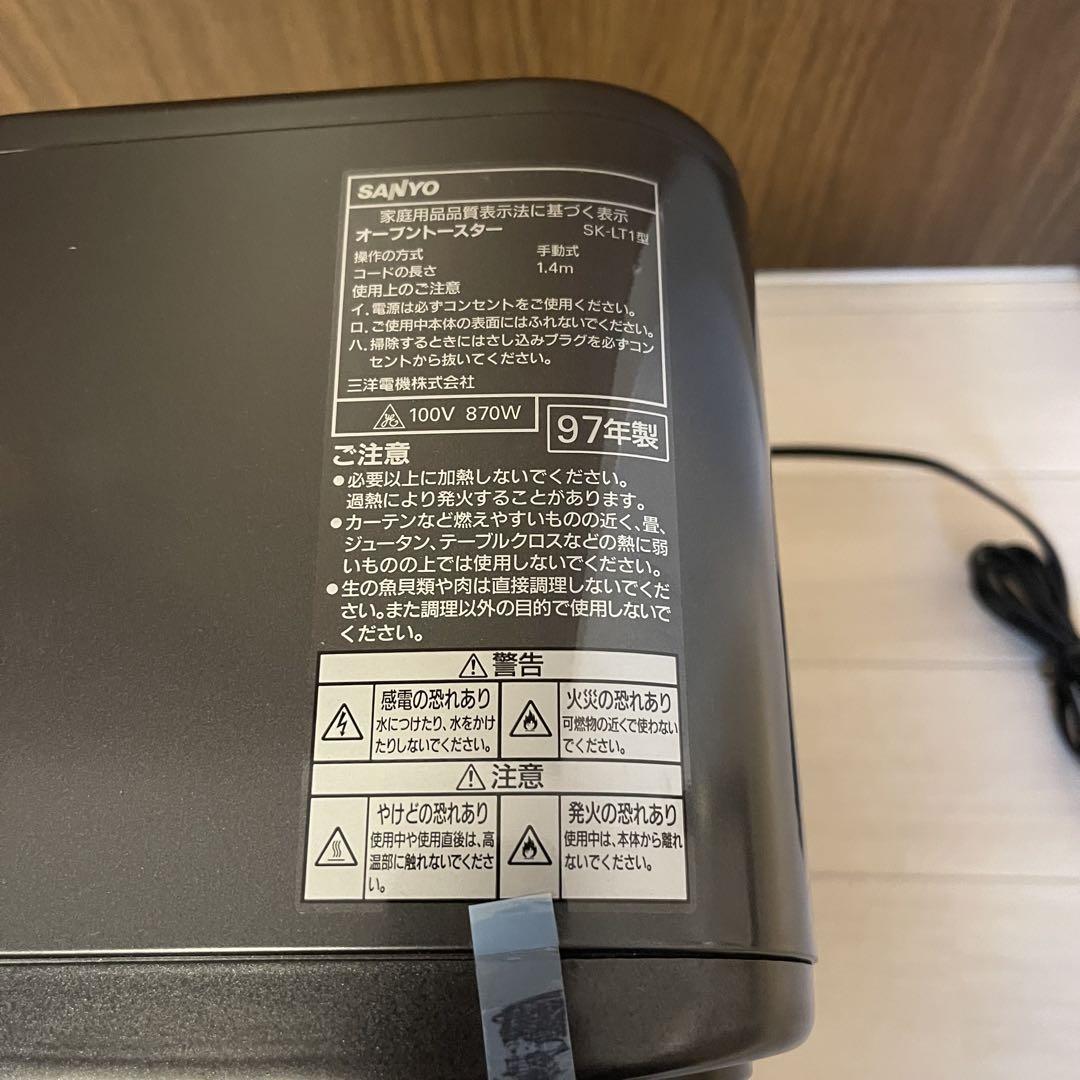 SANYO
家庭用品品質表示法に基づく表示
オーブントースター SK-LT1型
操作の方式 手動式
コードの長さ 1.4m
使用上のご注意
イ.電源は必ずコンセントをご使用ください。
ロ.ご使用中本体の表面にはふれないでください。
ハ.掃除するときにはさし込みプラグを必ずコン
セントから抜いてください。
三洋電機株式会社
100V 870W
97年製
ご注意
●必要以上に加熱しないでください。
過熱により発火することがあります。
●カーテンなど燃えやすいものの近く、畳、
ジュータン、テーブルクロスなどの熱に弱
いものの上では使用しないでください。
●生の魚貝類や肉は直接調理しないでくだ
さい。また調理以外の目的で使用しないで
ください。
⚠警告
感電の恐れあり
水につけたり、水をかけ
たりしないでください。
火災の恐れあり
可燃物の近くで使わない
でください。
⚠注意
やけどの恐れあり
使用中や使用直後は、高
温部に触れないでくださ
い。
発火の恐れあり
使用中は、本体から離れ
ないでください。